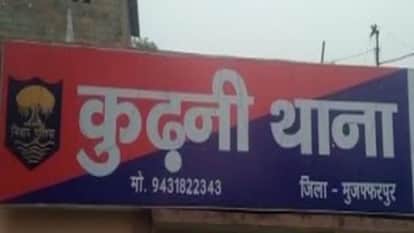 कुढ़नी थाना
बिहार पुलिस
मो. 9431822343 जिला - मुजफ्फरपुर